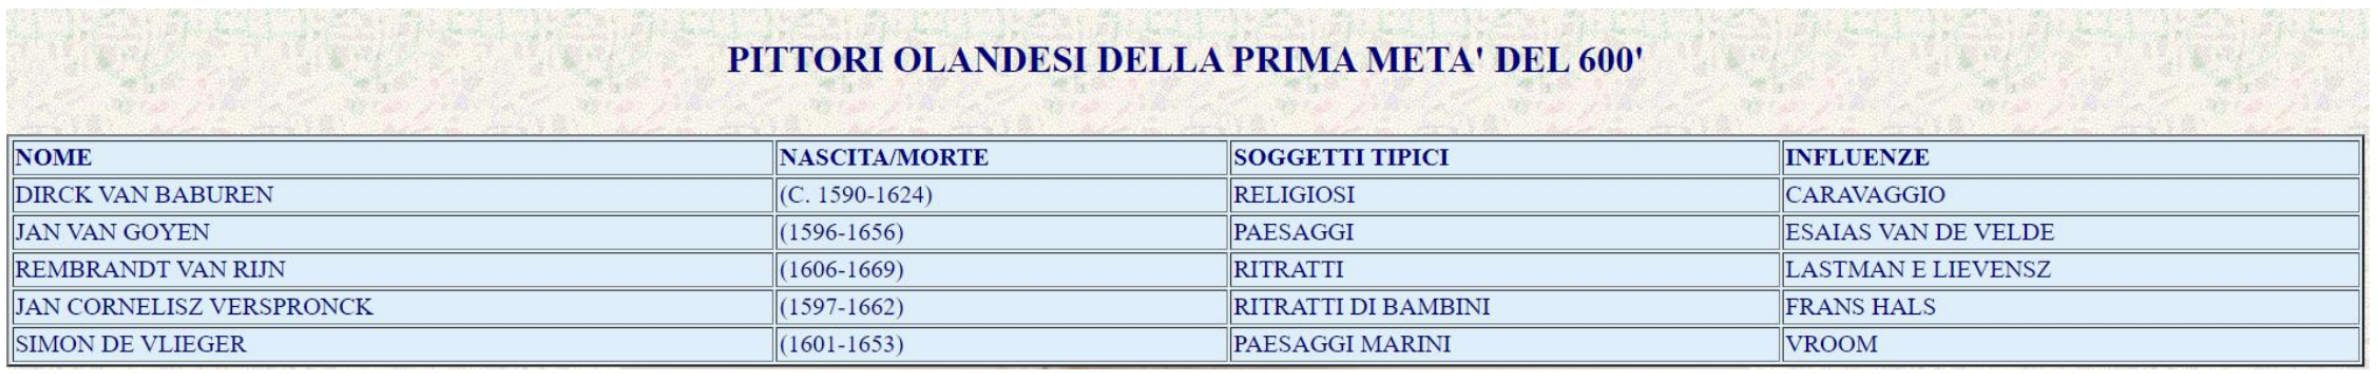 PITTORI OLANDESI DELLA PRIMA META' DEL 600'
NOME NASCITA/MORTE SOGGETTI TIPICI INFLUENZE
DIRCK VAN BABUREN (C. 1590-1624) RELIGIOSI CARAVAGGIO
JAN VAN GOYEN (1596-1656) PAESAGGI ESAIAS VAN DE VELDE
REMBRANDT VAN RIJN (1606-1669) RITRATTI LASTMAN E LIEVENSZ
JAN CORNELISZ VERSPRONCK (1597-1662) RITRATTI DI BAMBINI FRANS HALS
SIMON DE VLIEGER (1601-1653) PAESAGGI MARINI VROOM